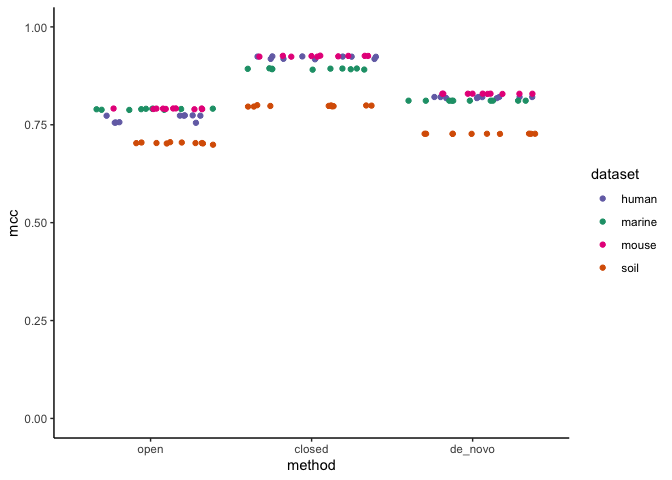 1.00
0.75
0.50
0.25
0.00
mcc
open closed de_novo
method
dataset
human
marine
mouse
soil